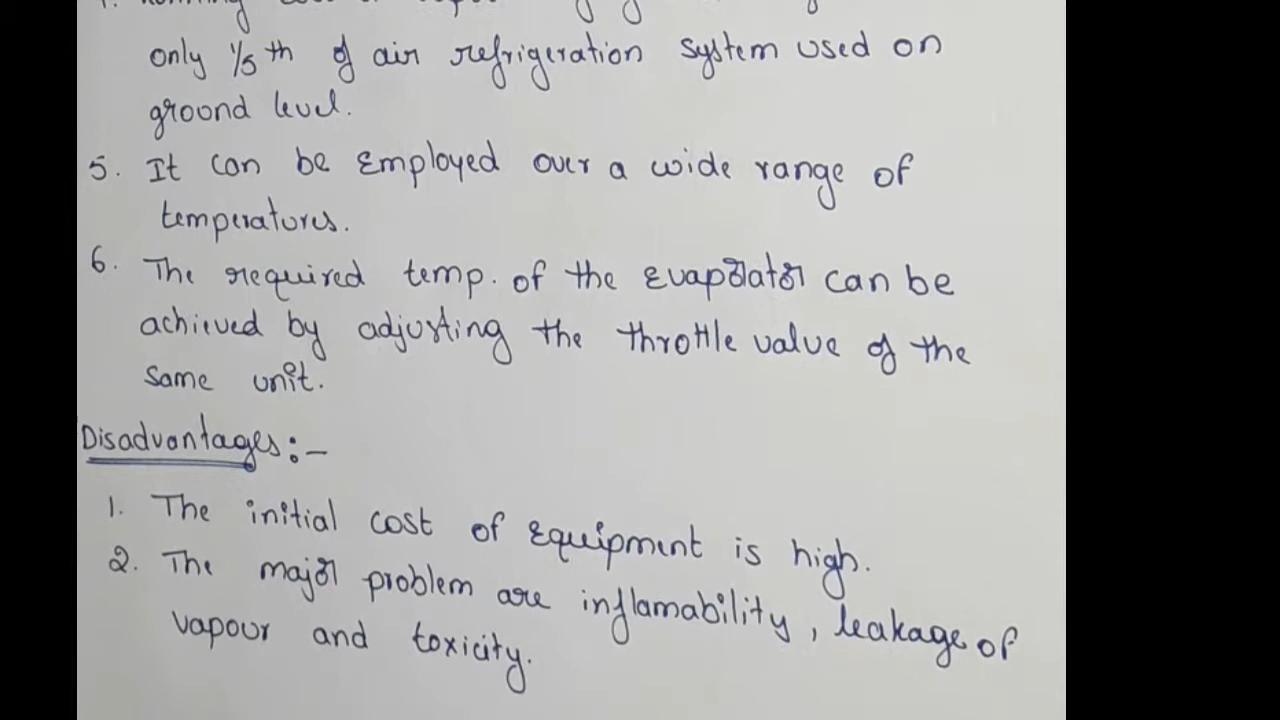 only 1/5th of air refrigeration system used on
ground level.
5. It can be Employed over a wide range of
temperatures.
6. The required temp. of the Evaporator can be
achieved by adjusting the throttle value of the
same unit.
Disadvantages:-
1. The initial cost of Equipment is high.
2. The major problem are inflamability, leakage of
vapour and toxicity.